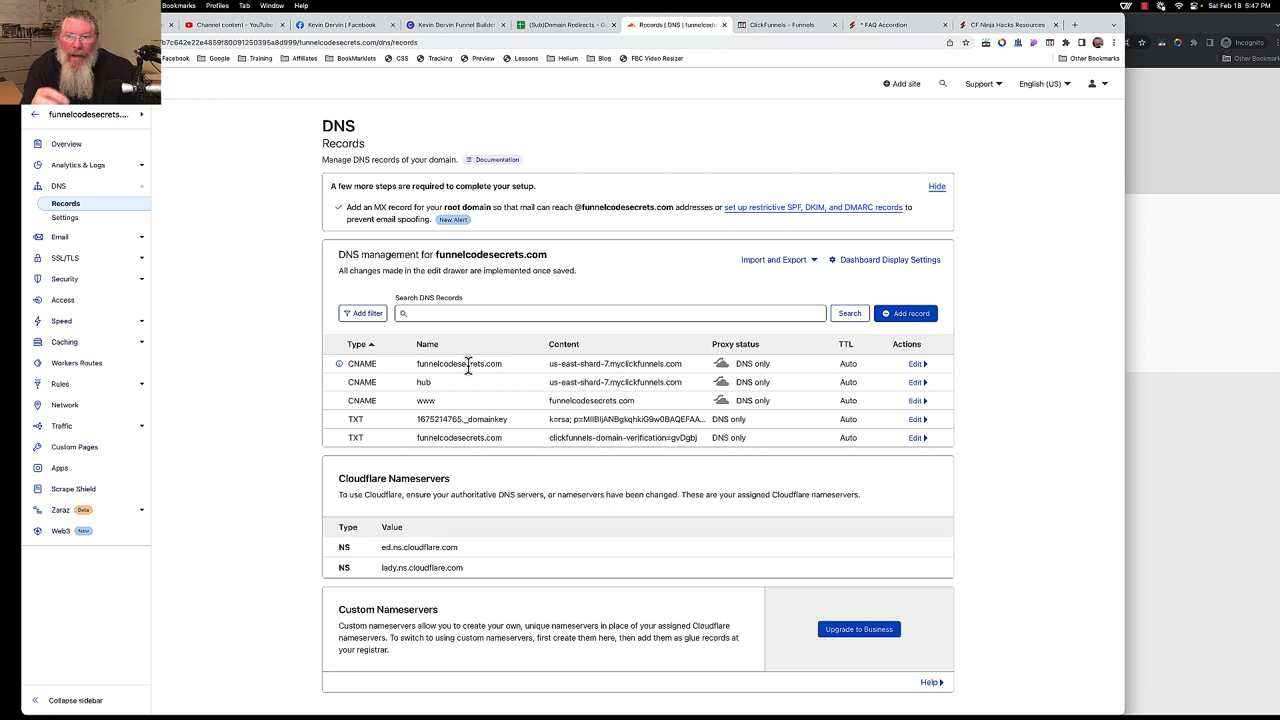 Bookmarks Profiles Tab Window Help
Sat Feb 18 5:47 PM
Channel content - YouTube
Kevin Dervin | Facebook
Kevin Dervin Funnel Builder
(Sub)Domain Redirects - G
Records | DNS | funnelcodese
ClickFunnels - Funnels
* FAQ Accordion
CF Ninja Hacks Resources
b7c642e22e4859f80091250395a8d999/funnelcodesecrets.com/dns/records
Incognito
Facebook Google Training Affiliates BookMarklets CSS Tracking Preview Lessons Helium Blog FBC Video Resizer Other Bookmarks
Other Bookmarks
Add site Support English (US)
funnelcodesecrets....
Overview
Analytics & Logs
DNS
Records
Settings
Email
SSL/TLS
Security
Access
Speed
Caching
Workers Routes
Rules
Network
Traffic
Custom Pages
Apps
Scrape Shield
Zaraz Beta
Web3 New
Collapse sidebar
DNS
Records
Manage DNS records of your domain. Documentation
A few more steps are required to complete your setup. Hide
Add an MX record for your root domain so that mail can reach @funnelcodesecrets.com addresses or set up restrictive SPF, DKIM, and DMARC records to
prevent email spoofing. New Alert
DNS management for funnelcodesecrets.com
All changes made in the edit drawer are implemented once saved.
Import and Export Dashboard Display Settings
Search DNS Records
Add filter Search Add record
Type Name Content Proxy status TTL Actions
CNAME funnelcodesecrets.com us-east-shard-7.myclickfunnels.com DNS only Auto Edit
CNAME hub us-east-shard-7.myclickfunnels.com DNS only Auto Edit
CNAME www funnelcodesecrets.com DNS only Auto Edit
TXT 1675214765._domainkey k=rsa; p=MIIBIjANBgkqhkiG9w0BAQEFAA... DNS only Auto Edit
TXT funnelcodesecrets.com clickfunnels-domain-verification=gvDgbj DNS only Auto Edit
Cloudflare Nameservers
To use Cloudflare, ensure your authoritative DNS servers, or nameservers have been changed. These are your assigned Cloudflare nameservers.
Type Value
NS ed.ns.cloudflare.com
NS lady.ns.cloudflare.com
Custom Nameservers
Custom nameservers allow you to create your own, unique nameservers in place of your assigned Cloudflare
nameservers. To switch to using custom nameservers, first create them here, then add them as glue records at
your registrar.
Upgrade to Business
Help